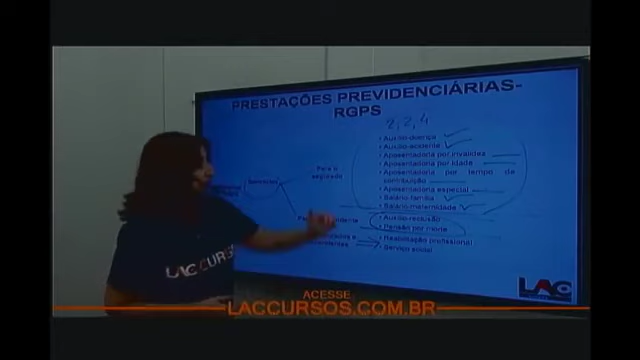 PRESTAÇÕES PREVIDENCIÁRIAS-
RGPS
2, 2, 4
• Auxílio-doença
• Auxílio-acidente
• Aposentadoria por invalidez
• Aposentadoria por idade
• Aposentadoria por tempo de
contribuição
• Aposentadoria especial
• Salário família
• Salário-maternidade
• Auxílio-reclusão
• Pensão por morte
• Reabilitação profissional
• Serviço social
Para o
segurado
LAC CURS
LAC
ACESSE
LACCURSOS.COM.BR